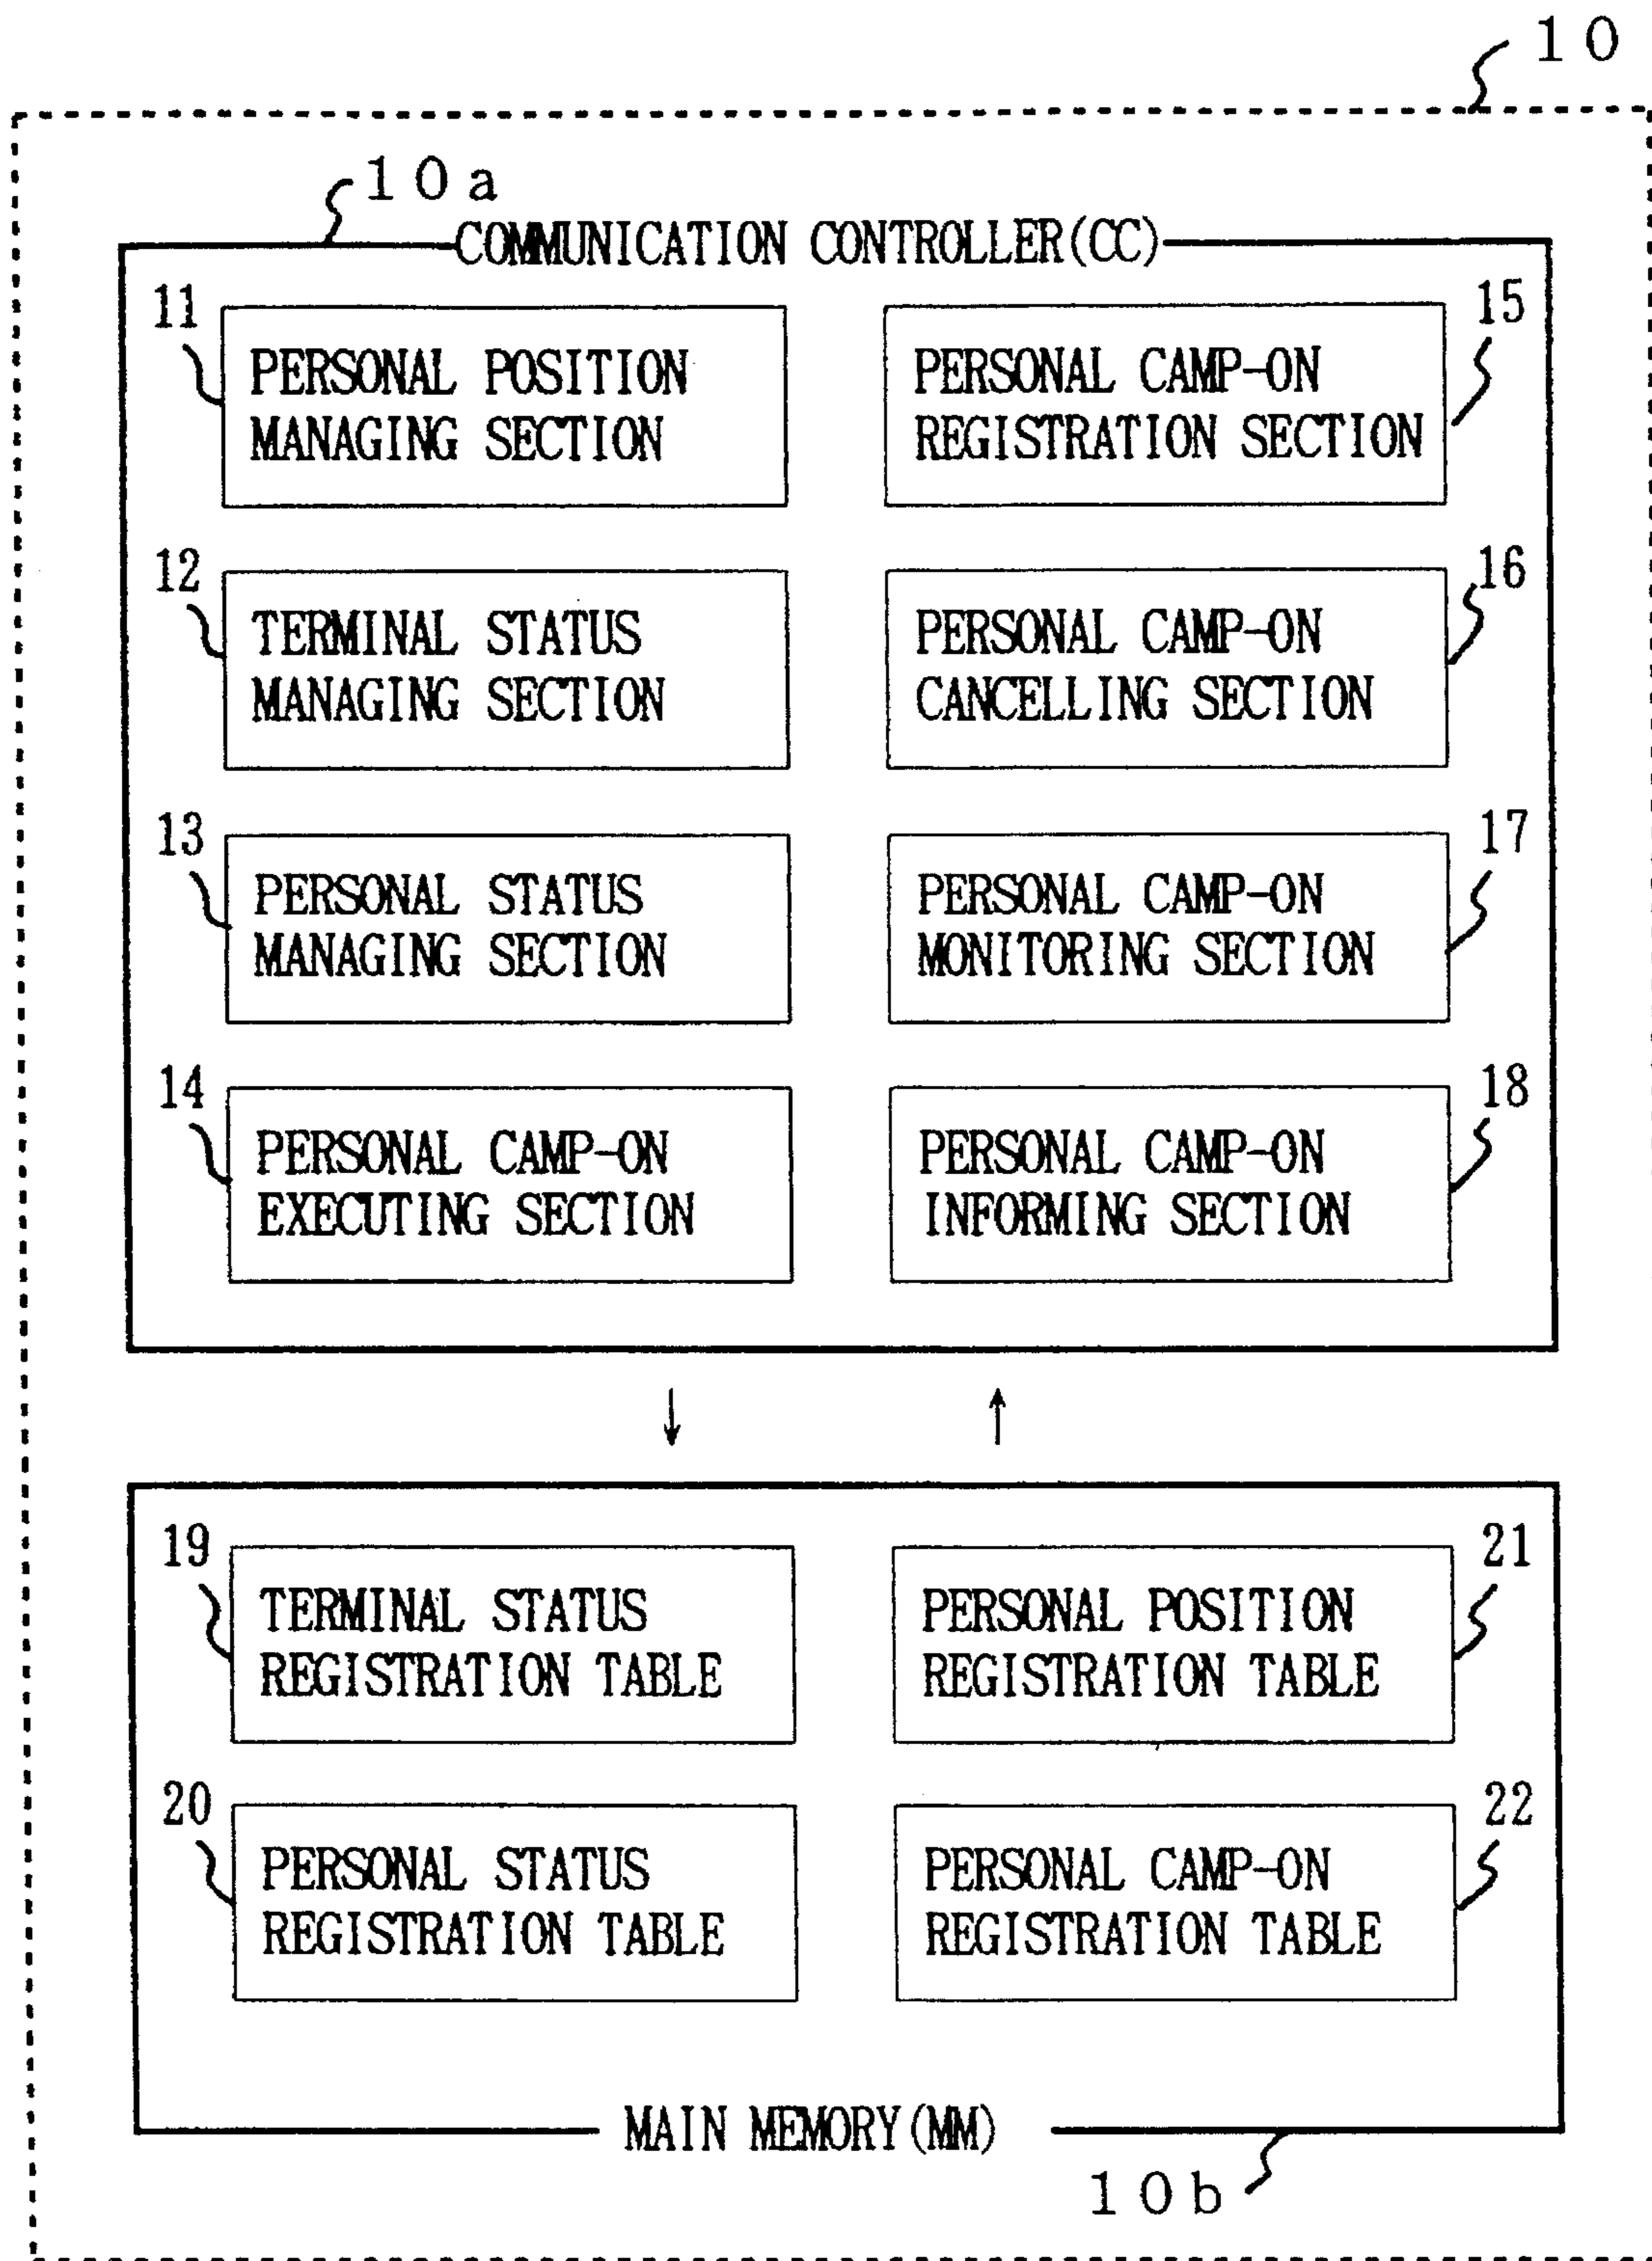 10
10a
COMMUNICATION CONTROLLER(CC)
11
PERSONAL POSITION
MANAGING SECTION
15
PERSONAL CAMP-ON
REGISTRATION SECTION
12
TERMINAL STATUS
MANAGING SECTION
16
PERSONAL CAMP-ON
CANCELLING SECTION
13
PERSONAL STATUS
MANAGING SECTION
17
PERSONAL CAMP-ON
MONITORING SECTION
14
PERSONAL CAMP-ON
EXECUTING SECTION
18
PERSONAL CAMP-ON
INFORMING SECTION
19
TERMINAL STATUS
REGISTRATION TABLE
21
PERSONAL POSITION
REGISTRATION TABLE
20
PERSONAL STATUS
REGISTRATION TABLE
22
PERSONAL CAMP-ON
REGISTRATION TABLE
MAIN MEMORY(MM)
10b